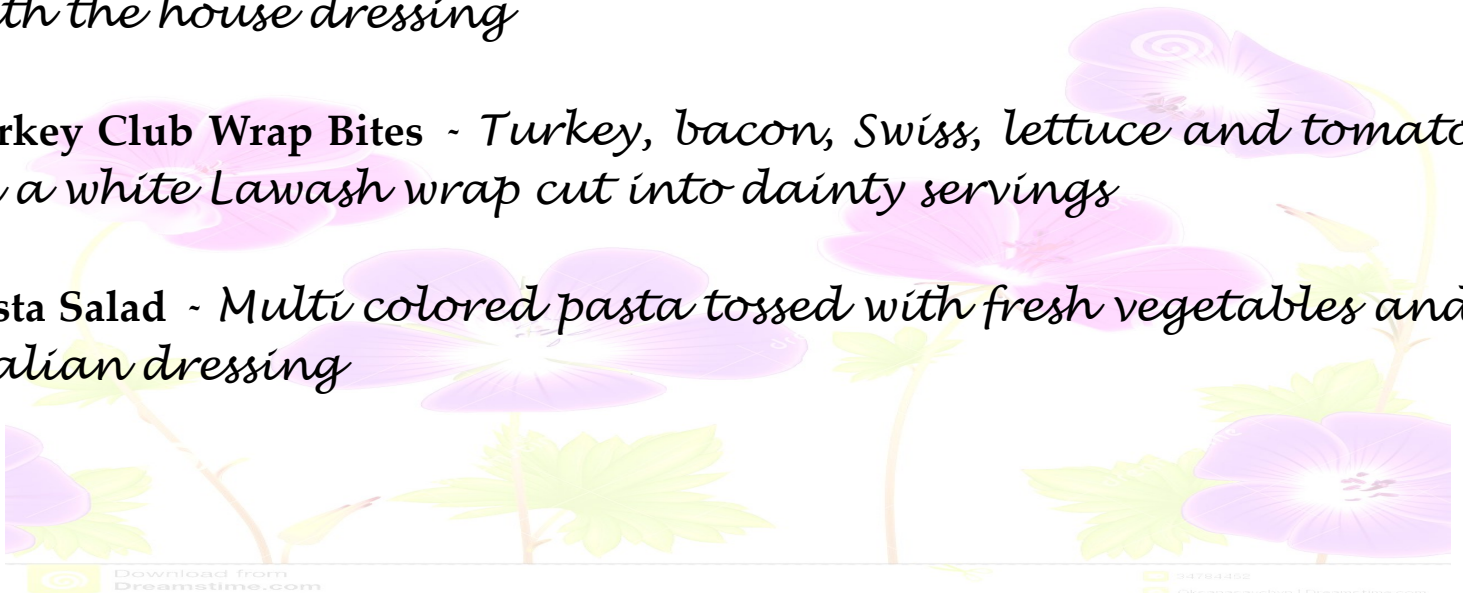 th the house dressing
rkey Club Wrap Bites - Turkey, bacon, Swiss, lettuce and tomato
a white Lawash wrap cut into dainty servings
sta Salad - Multi colored pasta tossed with fresh vegetables and
alian dressing
Download from
Dreamstime.com
94794452